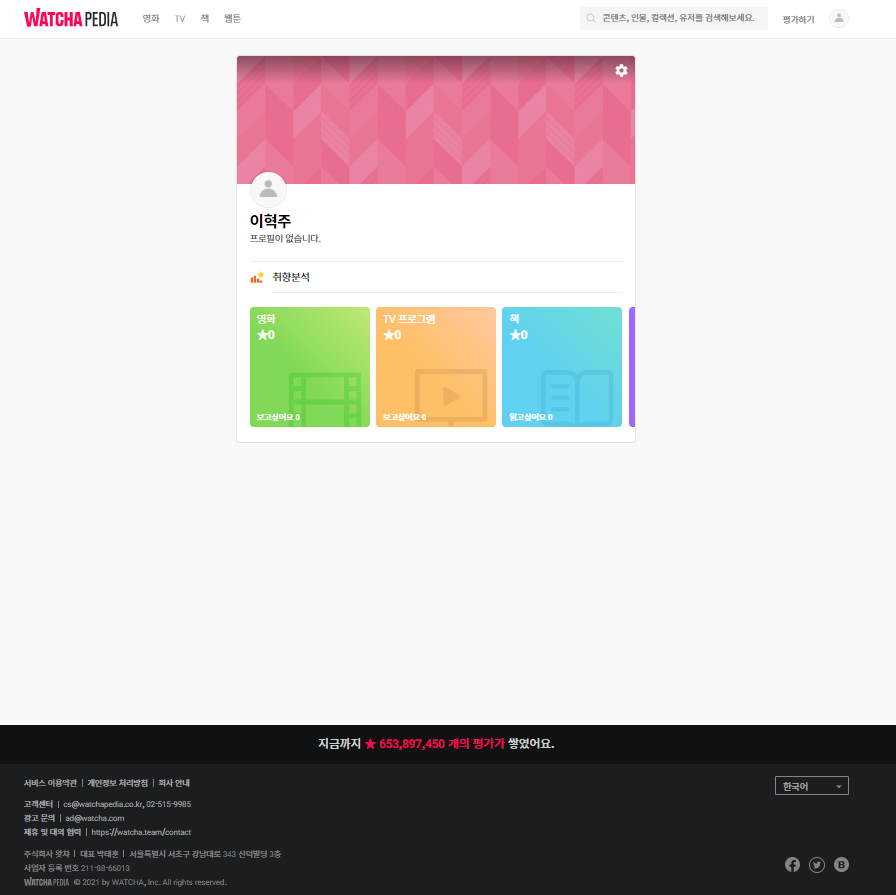 WATCHA PEDIA 영화 TV 책 웹툰 콘텐츠, 인물, 컬렉션, 유저를 검색해보세요. 평가하기
이혁주
프로필이 없습니다.
취향분석
영화 TV 프로그램 책
★0 ★0 ★0
보고싶어요 0 보고싶어요 0 읽고싶어요 0
지금까지 ★ 653,897,450 개의 평가가 쌓였어요.
서비스 이용약관 | 개인정보 처리방침 | 회사 안내 한국어
고객센터 | cs@watchapedia.co.kr, 02-515-9985
광고 문의 | ad@watcha.com
제휴 및 대외 협력 | https://watcha.team/contact
주식회사 왓챠 | 대표 박태훈 | 서울특별시 서초구 강남대로 343 신덕빌딩 3층
사업자 등록 번호 211-88-66013
WATCHA PEDIA © 2021 by WATCHA, Inc. All rights reserved.